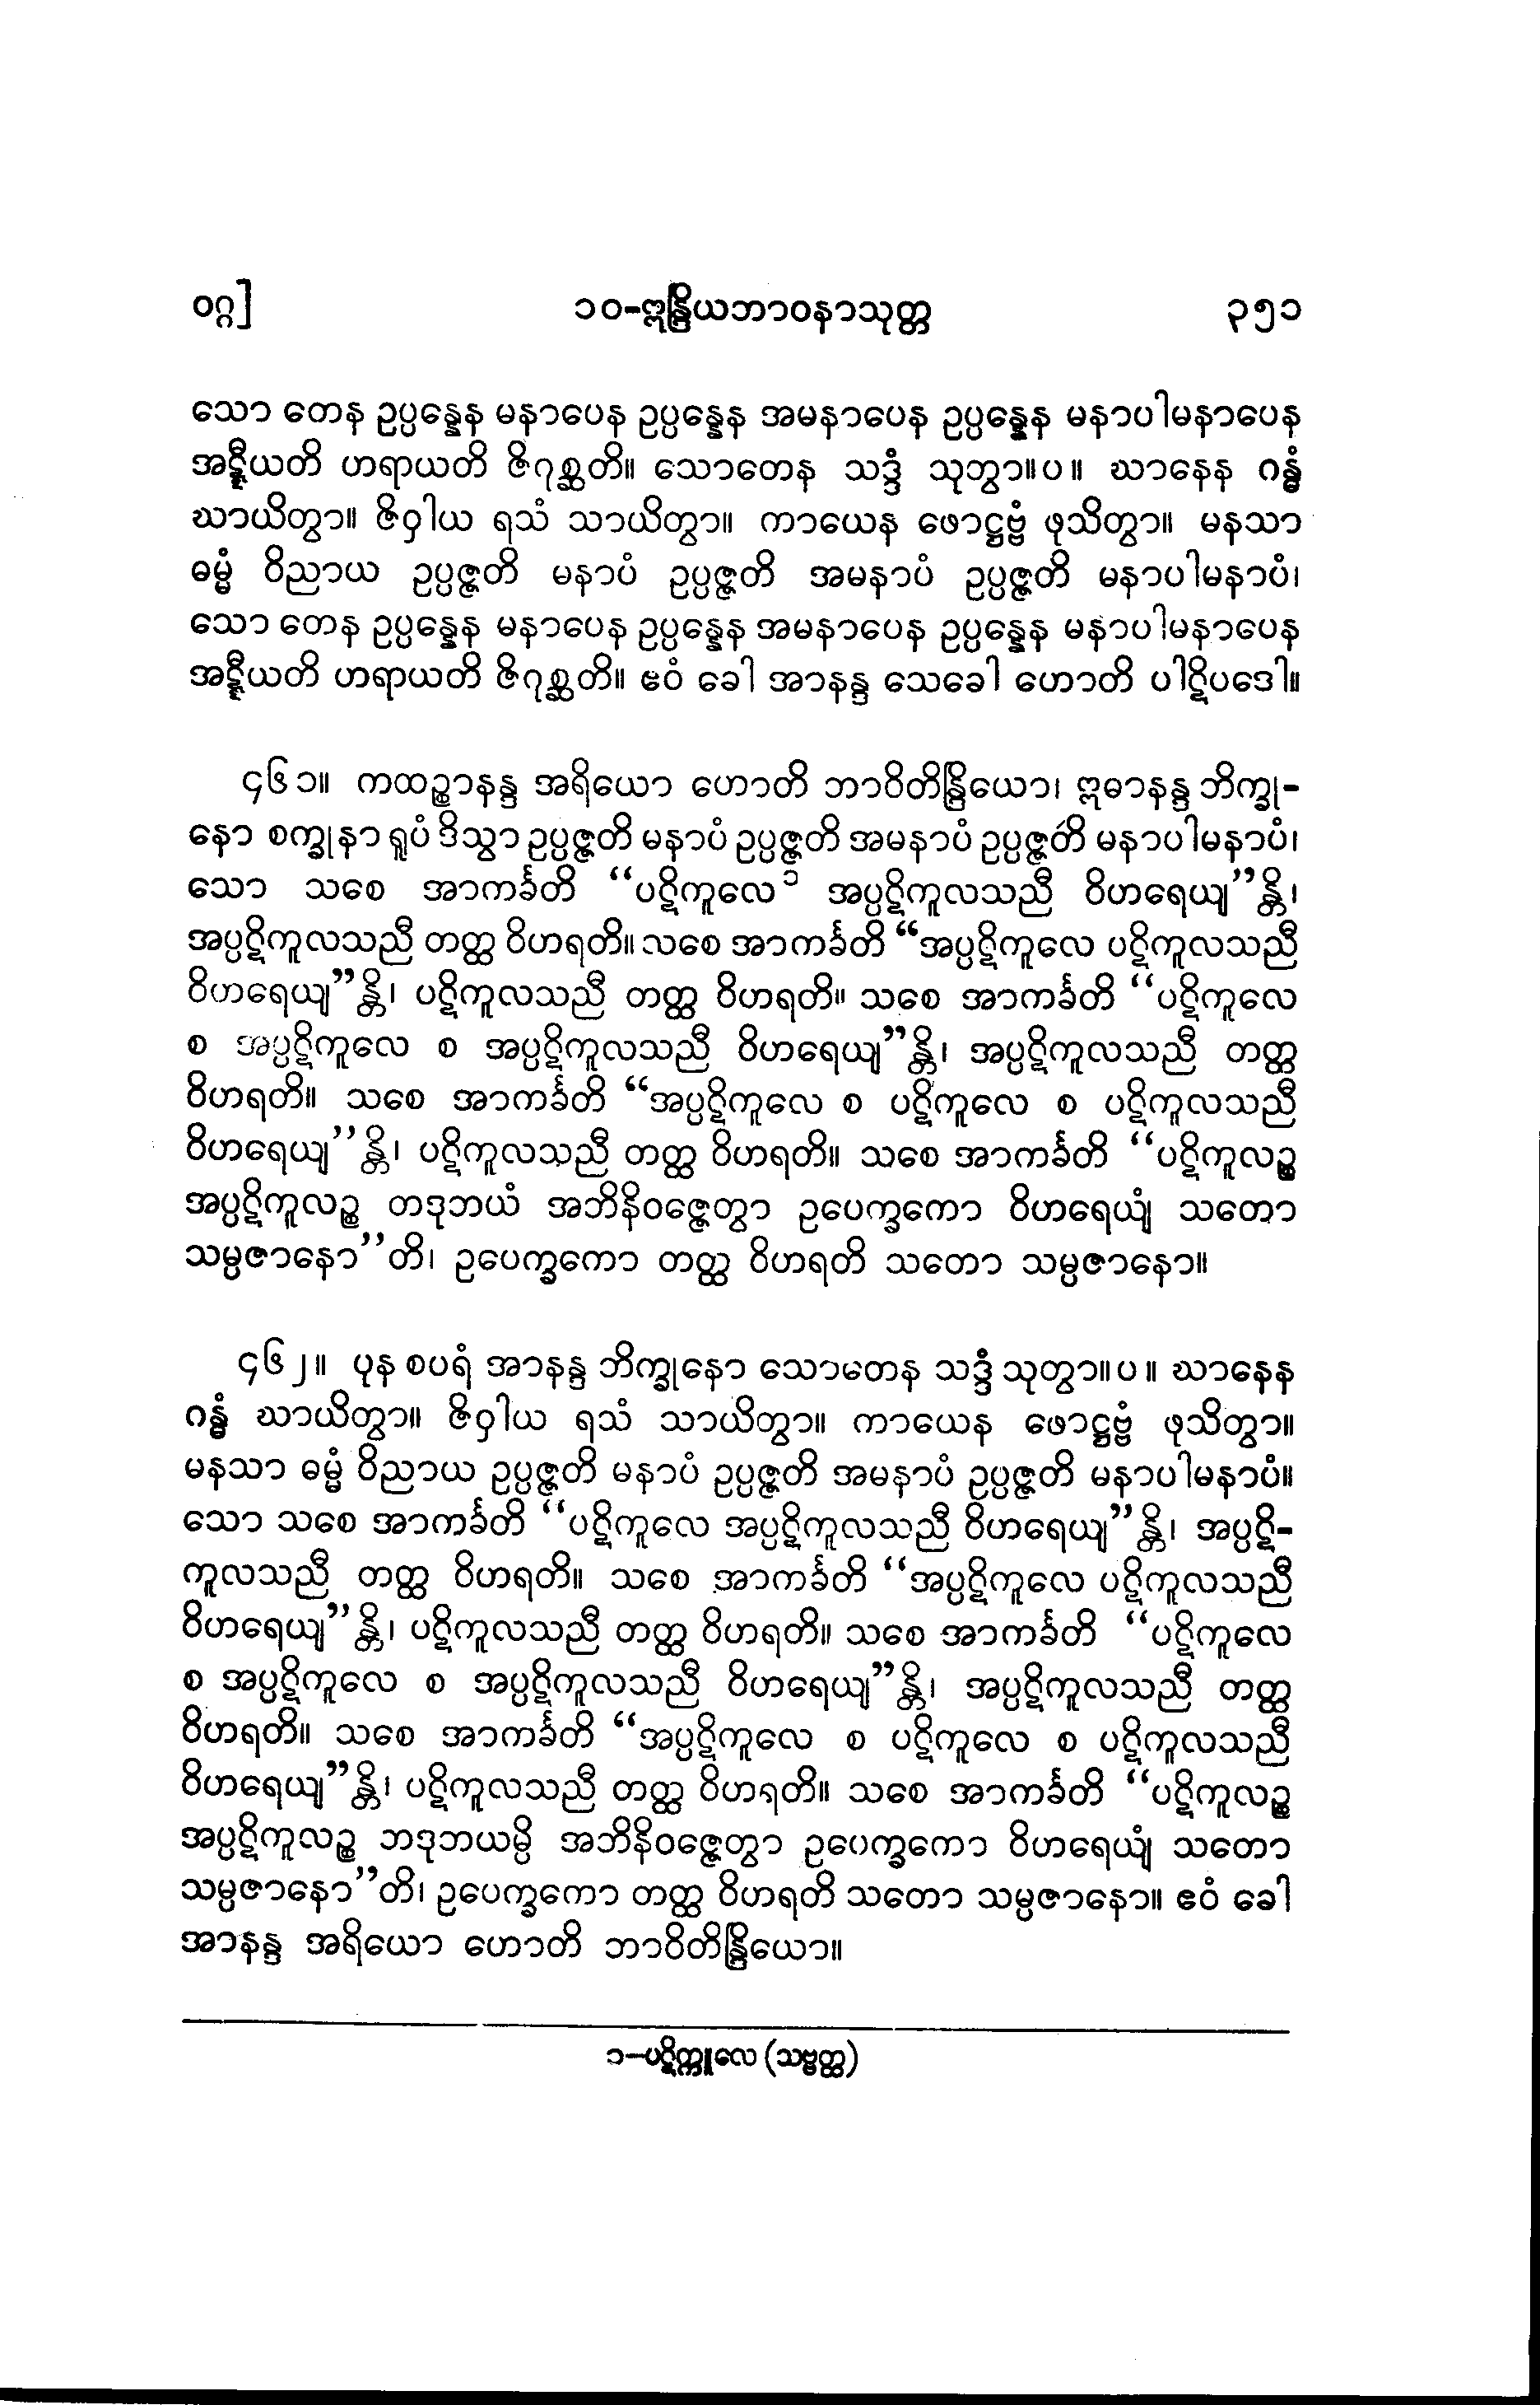 ဝဂ္ဂ] ၁၀-ဣန္ဒြိယဘာဝနာသုတ္တ ၃၅၁
သော တေန ဥပ္ပန္နေန မနာပေန ဥပ္ပန္နေန အမနာပေန ဥပ္ပန္နေန မနာပါမနာပေန
အဋ္ဋီယတိ ဟရာယတိ ဇိဂုစ္ဆတိ။ သောတေန သဒ္ဒံ သုတွာ။ပ။ ဃာနေန ဂန္ဓံ
ဃာယိတွာ။ ဇိဝှါယ ရသံ သာယိတွာ။ ကာယေန ဖောဋ္ဌဗ္ဗံ ဖုသိတွာ။ မနသာ
ဓမ္မံ ဝိညာယ ဥပ္ပဇ္ဇတိ မနာပံ ဥပ္ပဇ္ဇတိ အမနာပံ ဥပ္ပဇ္ဇတိ မနာပါမနာပံ၊
သော တေန ဥပ္ပန္နေန မနာပေန ဥပ္ပန္နေန အမနာပေန ဥပ္ပန္နေန မနာပါမနာပေန
အဋ္ဋီယတိ ဟရာယတိ ဇိဂုစ္ဆတိ။ ဧဝံ ခေါ အာနန္ဒ သေခေါ ဟောတိ ပါဋိပဒေါ။
၄၆၁။ ကထဉ္စာနန္ဒ အရိယော ဟောတိ ဘာဝိတိန္ဒြိယော၊ ဣဓာနန္ဒ ဘိက္ခု-
နော စက္ခုနာ ရူပံ ဒိသွာ ဥပ္ပဇ္ဇတိ မနာပံ ဥပ္ပဇ္ဇတိ အမနာပံ ဥပ္ပဇ္ဇတိ မနာပါမနာပံ၊
သော သစေ အာကင်္ခတိ “ပဋိကူလေ၁ အပ္ပဋိကူလသညီ ဝိဟရေယျ”န္တိ၊
အပ္ပဋိကူလသညီ တတ္ထ ဝိဟရတိ။ သစေ အာကင်္ခတိ “အပ္ပဋိကူလေ ပဋိကူလသညီ
ဝိဟရေယျ”န္တိ၊ ပဋိကူလသညီ တတ္ထ ဝိဟရတိ။ သစေ အာကင်္ခတိ “ပဋိကူလေ
စ အပ္ပဋိကူလေ စ အပ္ပဋိကူလသညီ ဝိဟရေယျ”န္တိ၊ အပ္ပဋိကူလသညီ တတ္ထ
ဝိဟရတိ။ သစေ အာကင်္ခတိ “အပ္ပဋိကူလေ စ ပဋိကူလေ စ ပဋိကူလသညီ
ဝိဟရေယျ”န္တိ၊ ပဋိကူလသညီ တတ္ထ ဝိဟရတိ။ သစေ အာကင်္ခတိ “ပဋိကူလဉ္စ
အပ္ပဋိကူလဉ္စ တဒုဘယံ အဘိနိဝဇ္ဇေတွာ ဥပေက္ခကော ဝိဟရေယျံ သတော
သမ္ပဇာနော”တိ၊ ဥပေက္ခကော တတ္ထ ဝိဟရတိ သတော သမ္ပဇာနော။
၄၆၂။ ပုန စပရံ အာနန္ဒ ဘိက္ခုနော သောတေန သဒ္ဒံ သုတွာ။ပ။ ဃာနေန
ဂန္ဓံ ဃာယိတွာ။ ဇိဝှါယ ရသံ သာယိတွာ။ ကာယေန ဖောဋ္ဌဗ္ဗံ ဖုသိတွာ။
မနသာ ဓမ္မံ ဝိညာယ ဥပ္ပဇ္ဇတိ မနာပံ ဥပ္ပဇ္ဇတိ အမနာပံ ဥပ္ပဇ္ဇတိ မနာပါမနာပံ။
သော သစေ အာကင်္ခတိ “ပဋိကူလေ အပ္ပဋိကူလသညီ ဝိဟရေယျ”န္တိ၊ အပ္ပဋိ-
ကူလသညီ တတ္ထ ဝိဟရတိ။ သစေ အာကင်္ခတိ “အပ္ပဋိကူလေ ပဋိကူလသညီ
ဝိဟရေယျ”န္တိ၊ ပဋိကူလသညီ တတ္ထ ဝိဟရတိ။ သစေ အာကင်္ခတိ “ပဋိကူလေ
စ အပ္ပဋိကူလေ စ အပ္ပဋိကူလသညီ ဝိဟရေယျ”န္တိ၊ အပ္ပဋိကူလသညီ တတ္ထ
ဝိဟရတိ။ သစေ အာကင်္ခတိ “အပ္ပဋိကူလေ စ ပဋိကူလေ စ ပဋိကူလသညီ
ဝိဟရေယျ”န္တိ၊ ပဋိကူလသညီ တတ္ထ ဝိဟရတိ။ သစေ အာကင်္ခတိ “ပဋိကူလဉ္စ
အပ္ပဋိကူလဉ္စ ဘဒုဘယမ္ပိ အဘိနိဝဇ္ဇေတွာ ဥပေက္ခကော ဝိဟရေယျံ သတော
သမ္ပဇာနော”တိ၊ ဥပေက္ခကော တတ္ထ ဝိဟရတိ သတော သမ္ပဇာနော။ ဧဝံ ခေါ
အာနန္ဒ အရိယော ဟောတိ ဘာဝိတိန္ဒြိယော။
၁-ပဋိက္ကူလေ (သဗ္ဗတ္ထ)